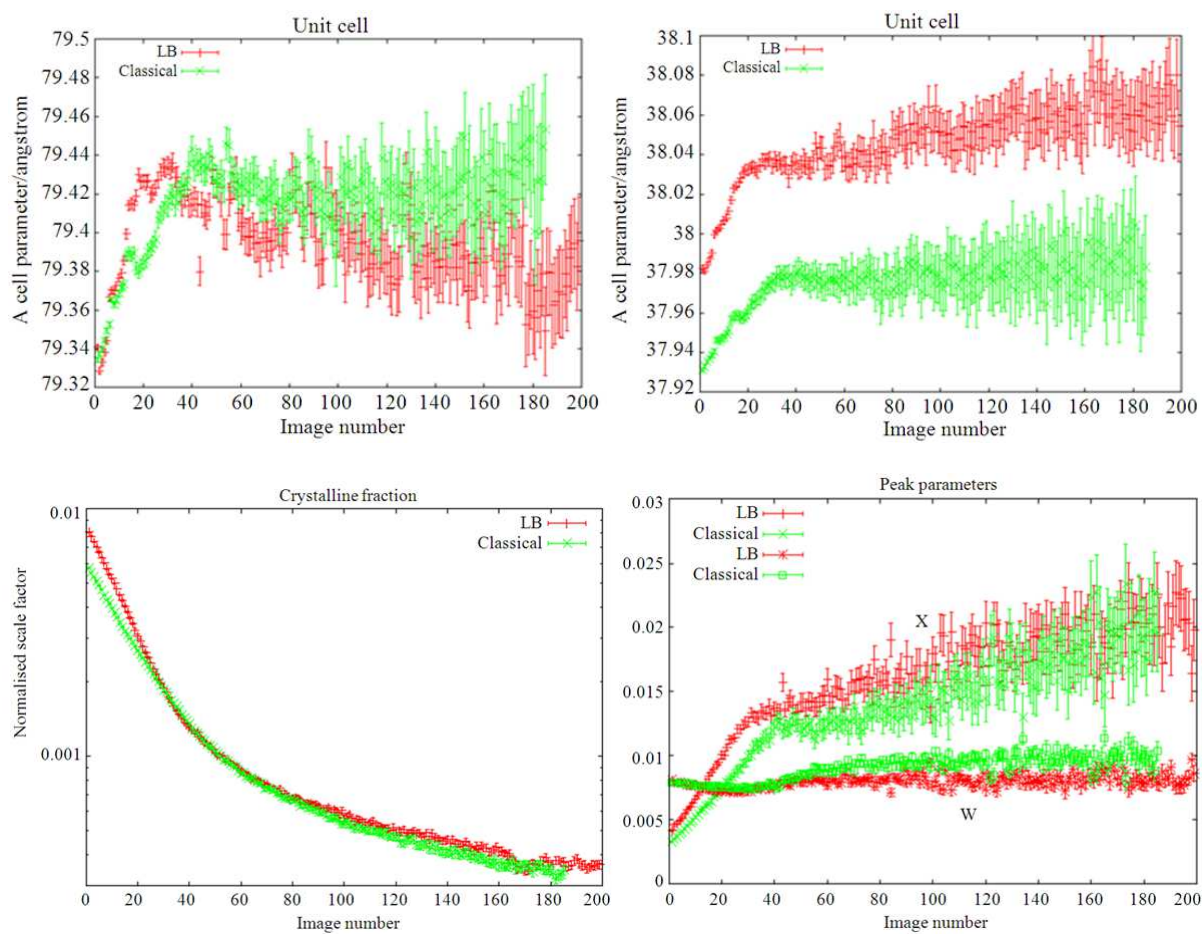 Unit cell
79.5
79.48
79.46
79.44
79.42
79.4
79.38
79.36
79.34
79.32
A cell parameter/angstrom
LB
Classical
0 20 40 60 80 100 120 140 160 180 200
Image number
Unit cell
38.1
38.08
38.06
38.04
38.02
38
37.98
37.96
37.94
37.92
A cell parameter/angstrom
LB
Classical
0 20 40 60 80 100 120 140 160 180 200
Image number
Crystalline fraction
0.01
0.001
Normalised scale factor
LB
Classical
0 20 40 60 80 100 120 140 160 180 200
Image number
Peak parameters
0.03
0.025
0.02
0.015
0.01
0.005
0
LB
Classical
LB
Classical
X
W
0 20 40 60 80 100 120 140 160 180 200
Image number